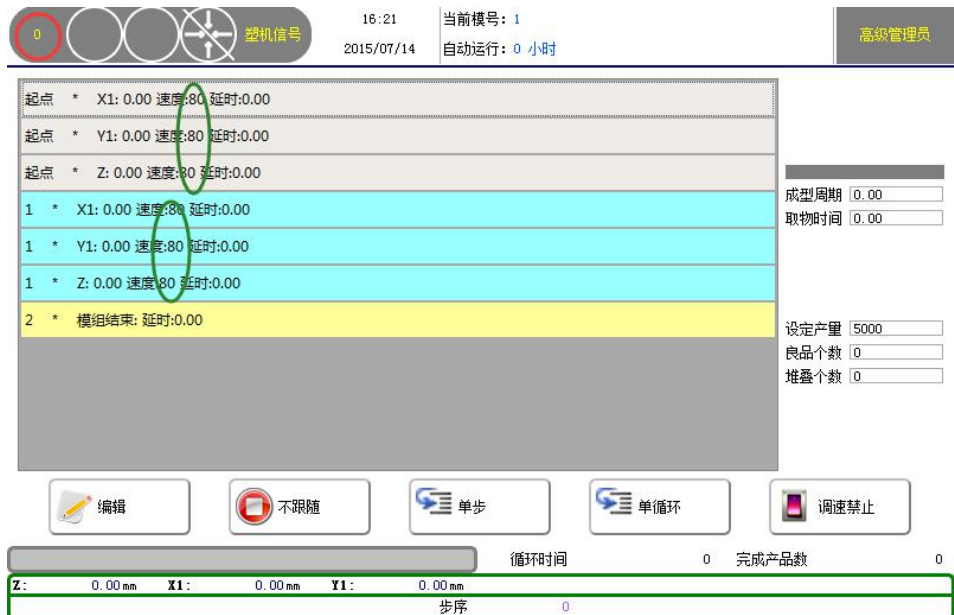 0 塑机信号 16:21 当前模号: 1 高级管理员
2015/07/14 自动运行: 0 小时
起点 * X1: 0.00 速度:80 延时:0.00
起点 * Y1: 0.00 速度:80 延时:0.00
起点 * Z: 0.00 速度:80 延时:0.00
1 * X1: 0.00 速度:80 延时:0.00
1 * Y1: 0.00 速度:80 延时:0.00
1 * Z: 0.00 速度:80 延时:0.00
2 * 模组结束: 延时:0.00
成型周期 0.00
取物时间 0.00
设定产量 5000
良品个数 0
堆叠个数 0
编辑 不跟随 单步 单循环 调速禁止
循环时间 0 完成产品数 0
Z: 0.00mm X1: 0.00mm Y1: 0.00mm
步序 0